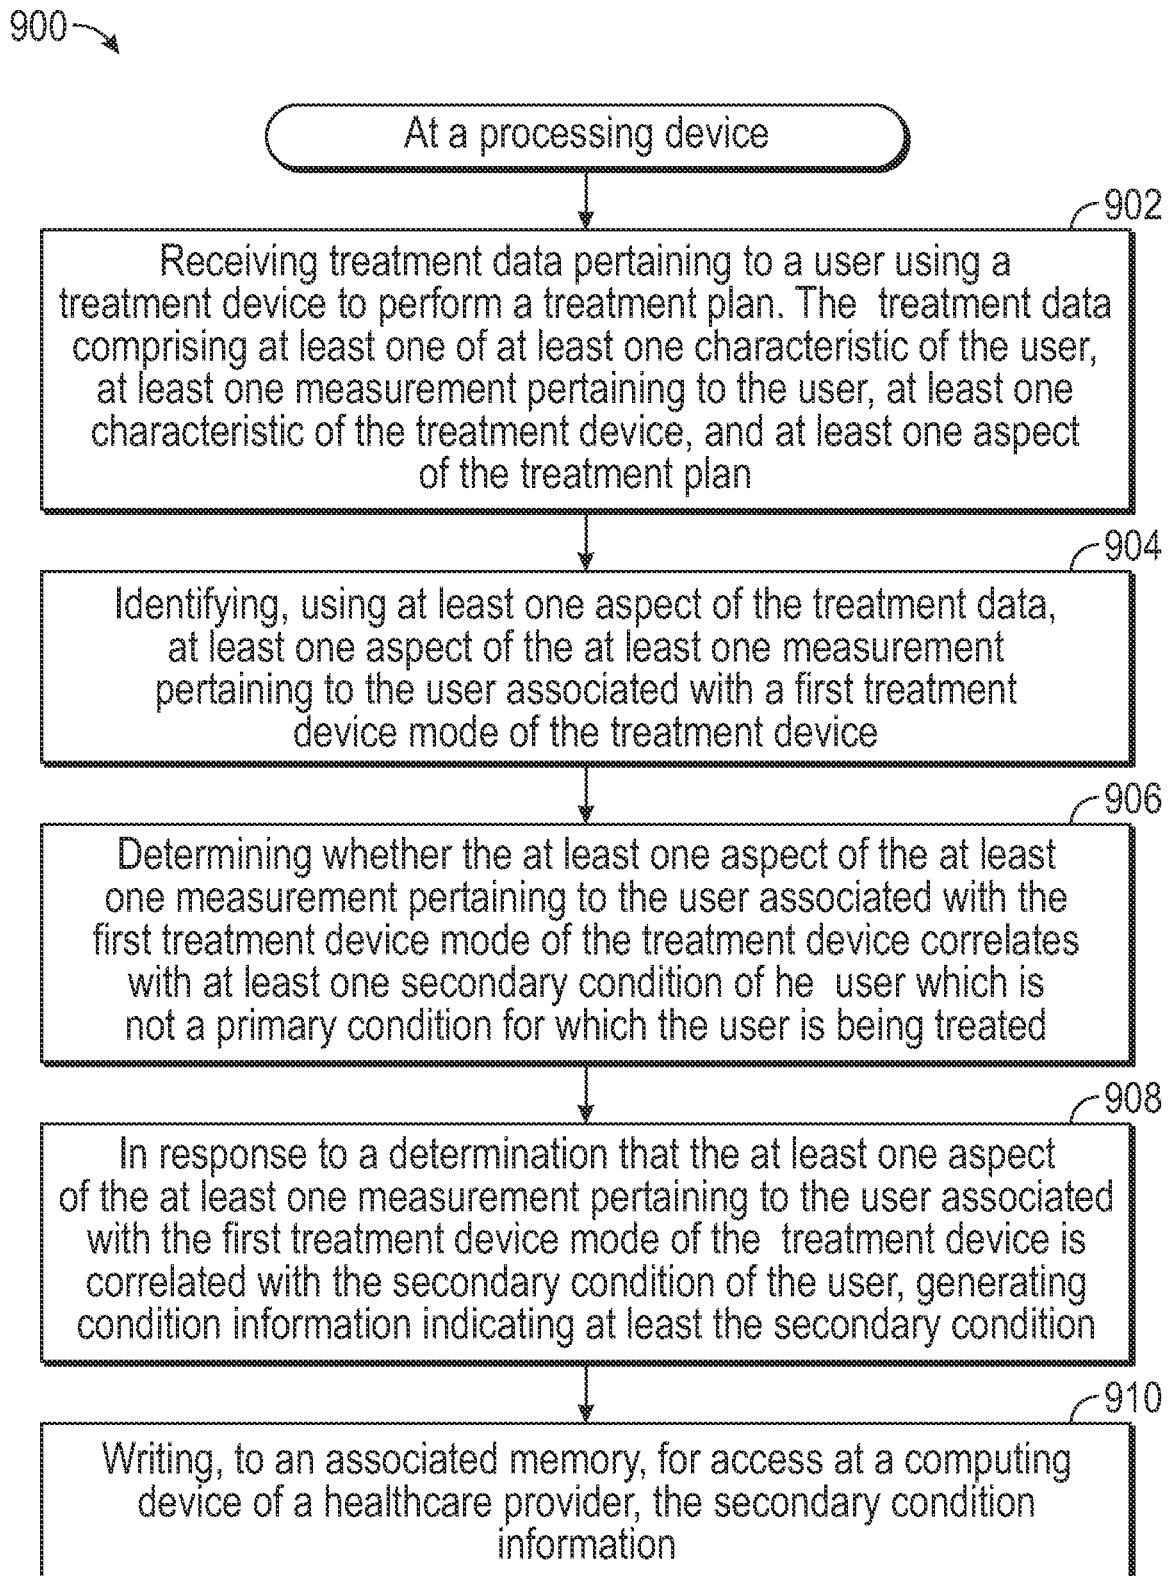 900
At a processing device
902
Receiving treatment data pertaining to a user using a
treatment device to perform a treatment plan. The treatment data
comprising at least one of at least one characteristic of the user,
at least one measurement pertaining to the user, at least one
characteristic of the treatment device, and at least one aspect
of the treatment plan
904
Identifying, using at least one aspect of the treatment data,
at least one aspect of the at least one measurement
pertaining to the user associated with a first treatment
device mode of the treatment device
906
Determining whether the at least one aspect of the at least
one measurement pertaining to the user associated with the
first treatment device mode of the treatment device correlates
with at least one secondary condition of he user which is
not a primary condition for which the user is being treated
908
In response to a determination that the at least one aspect
of the at least one measurement pertaining to the user associated
with the first treatment device mode of the treatment device is
correlated with the secondary condition of the user, generating
condition information indicating at least the secondary condition
910
Writing, to an associated memory, for access at a computing
device of a healthcare provider, the secondary condition
information